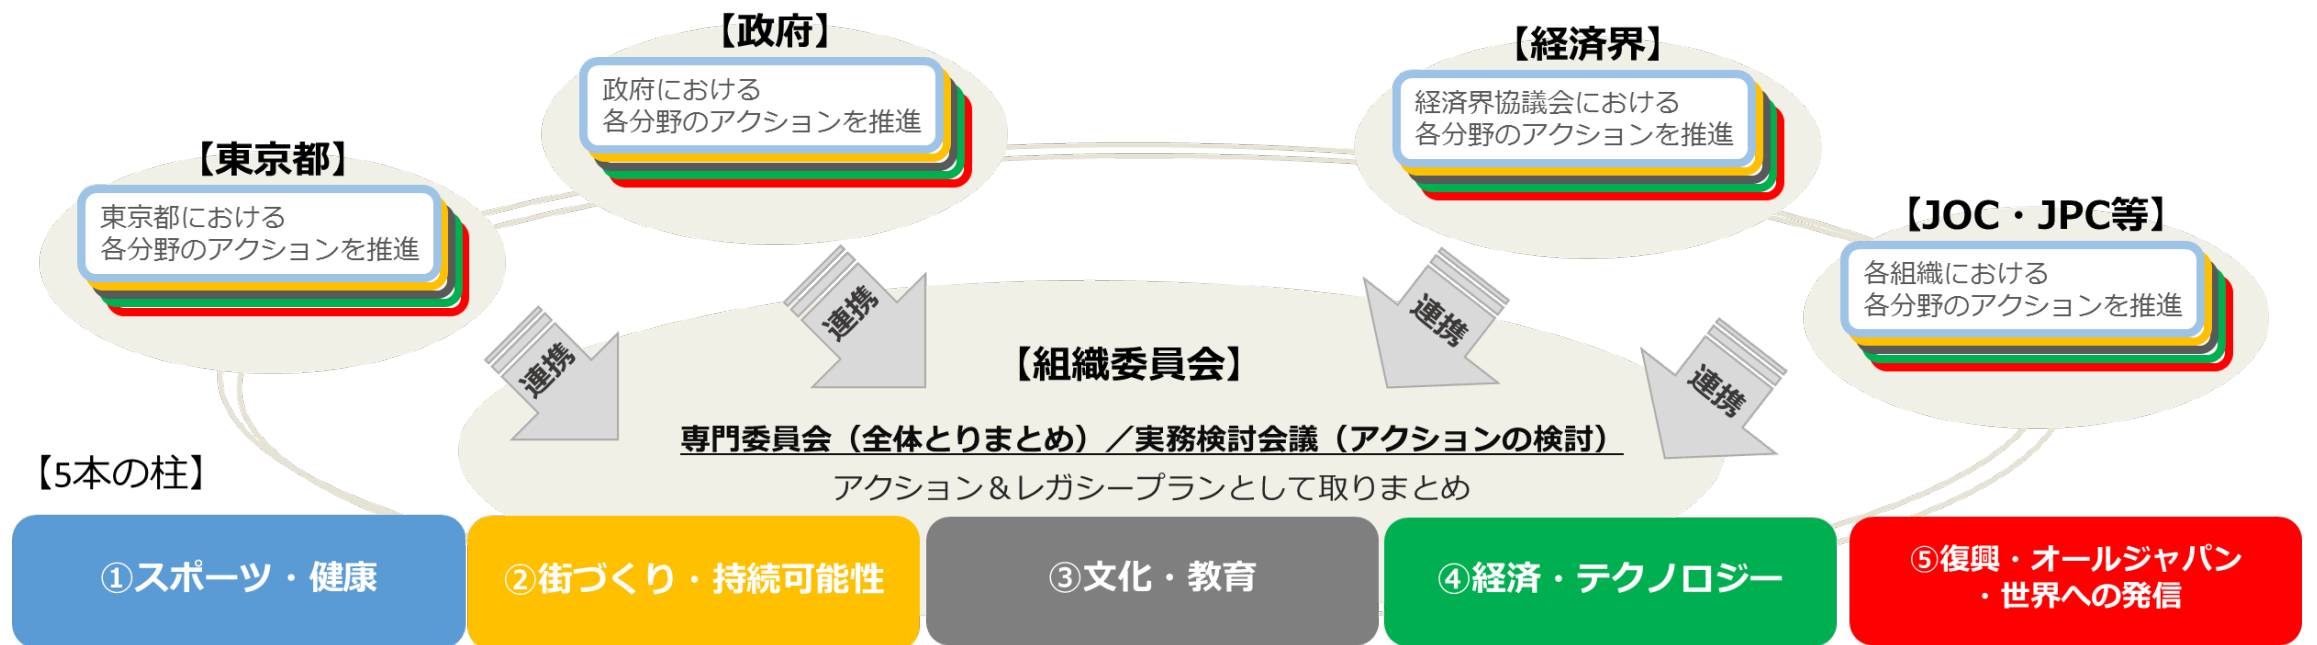 【政府】
政府における
各分野のアクションを推進
【経済界】
経済界協議会における
各分野のアクションを推進
【東京都】
東京都における
各分野のアクションを推進
【JOC・JPC等】
各組織における
各分野のアクションを推進
連携
連携
連携
連携
【組織委員会】
専門委員会（全体とりまとめ）／実務検討会議（アクションの検討）
アクション＆レガシープランとして取りまとめ
【5本の柱】
①スポーツ・健康
②街づくり・持続可能性
③文化・教育
④経済・テクノロジー
⑤復興・オールジャパン
・世界への発信